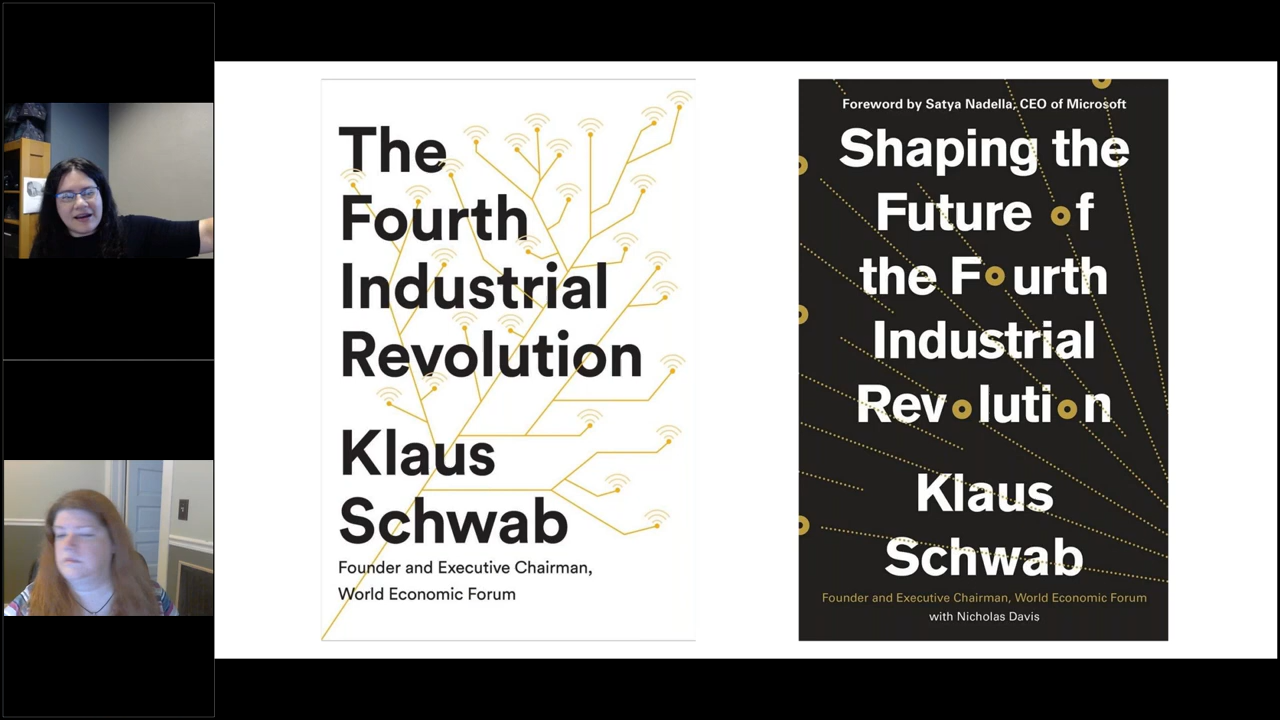 The
Fourth
Industrial
Revolution
Klaus
Schwab
Founder and Executive Chairman,
World Economic Forum
Foreword by Satya Nadella, CEO of Microsoft
Shaping the
Future of
the Fourth
Industrial
Revolution
Klaus
Schwab
Founder and Executive Chairman, World Economic Forum
with Nicholas Davis